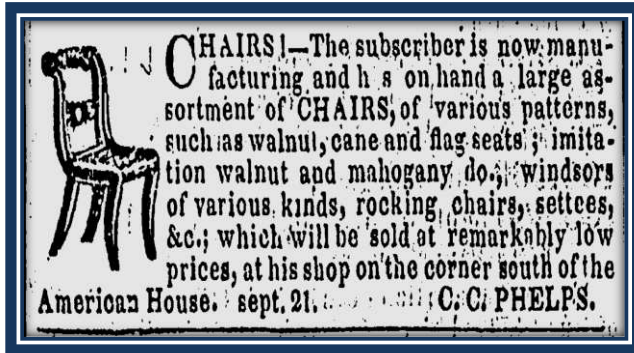 CHAIRS!—The subscriber is now manu-
facturing and h s on hand a large as-
sortment of CHAIRS, of various patterns,
such as walnut, cane and flag seats; imita-
tion walnut and mahogany do., windsors
of various kinds, rocking chairs, settees,
&c.; which will be sold at remarkably low
prices, at his shop on the corner south of the
American House. sept. 21. C. C. PHELPS.